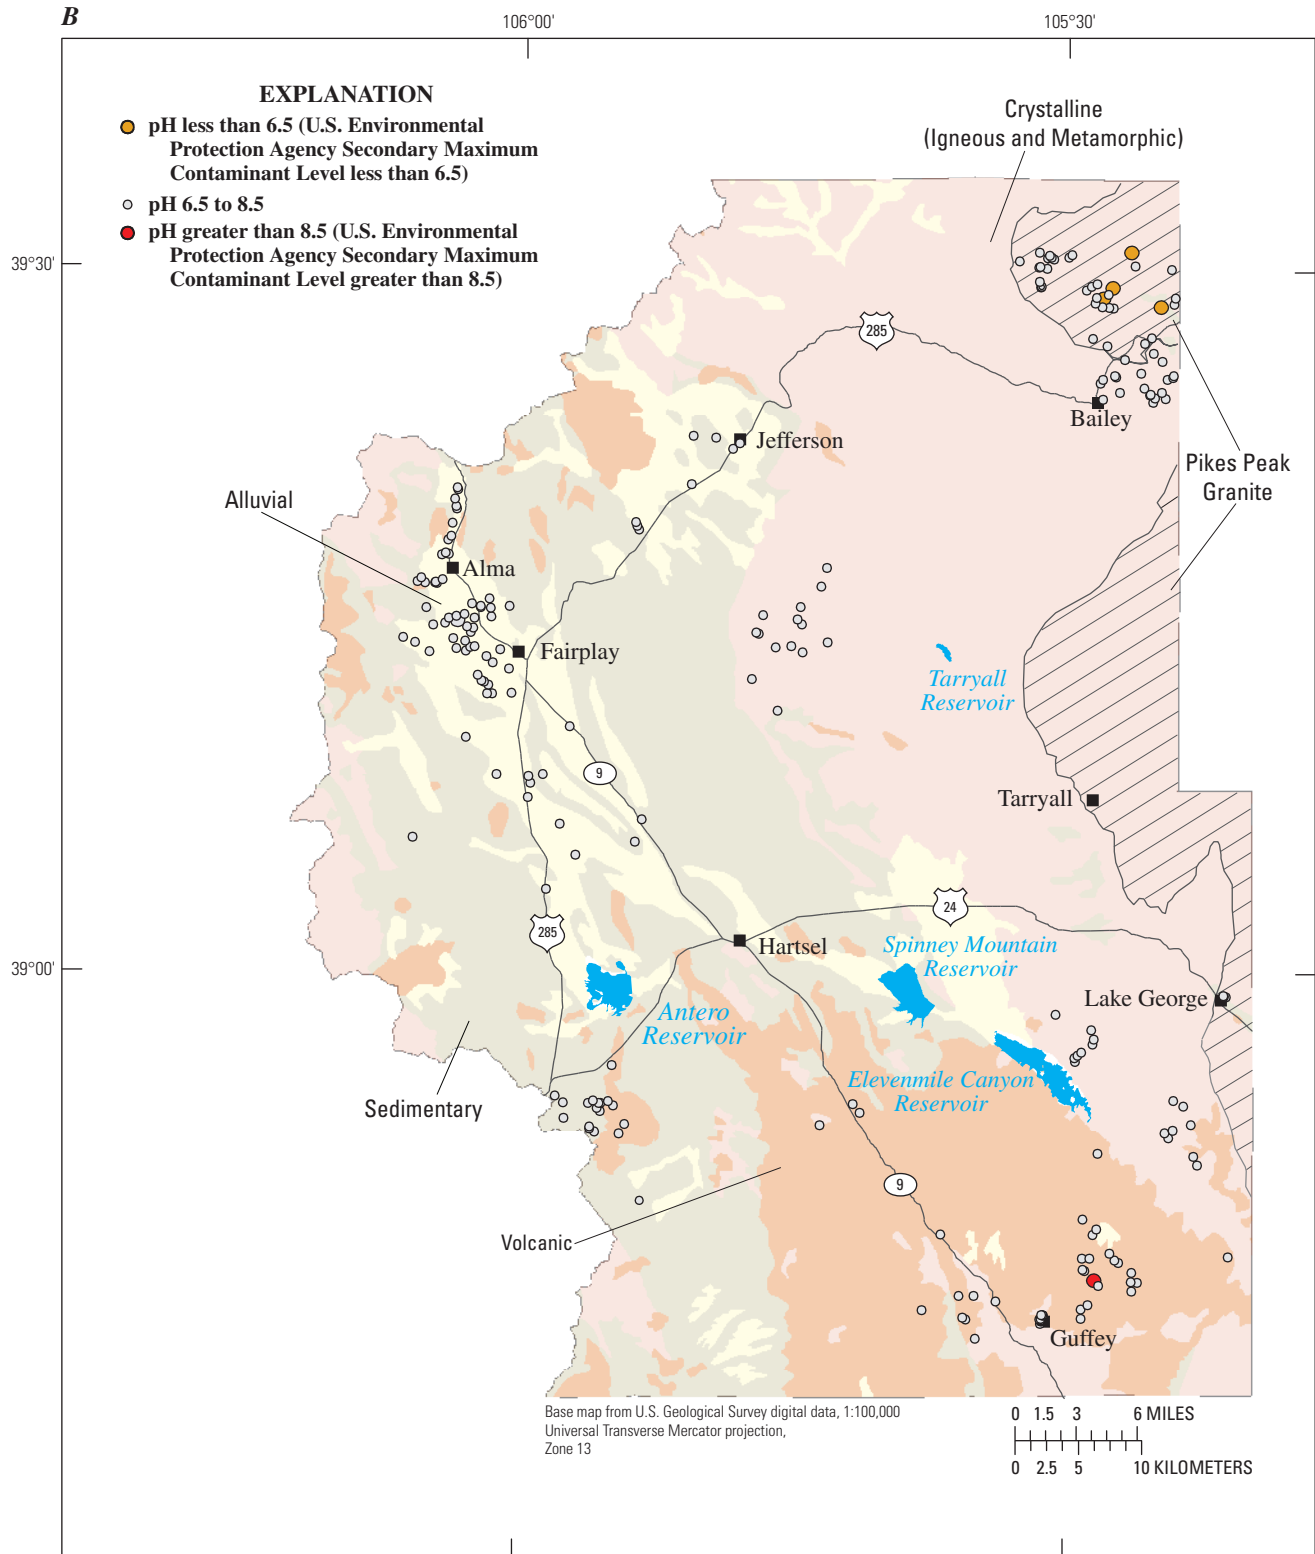 B
106°00'
105°30'
EXPLANATION
pH less than 6.5 (U.S. Environmental
Protection Agency Secondary Maximum
Contaminant Level less than 6.5)
pH 6.5 to 8.5
pH greater than 8.5 (U.S. Environmental
Protection Agency Secondary Maximum
Contaminant Level greater than 8.5)
Crystalline
(Igneous and Metamorphic)
39°30'
285
Bailey
Jefferson
Pikes Peak
Granite
Alluvial
Alma
Fairplay
Tarryall
Reservoir
9
Tarryall
24
285
Hartsel
Spinney Mountain
Reservoir
39°00'
Lake George
Antero
Reservoir
Elevenmile Canyon
Reservoir
Sedimentary
9
Volcanic
Guffey
Base map from U.S. Geological Survey digital data, 1:100,000
Universal Transverse Mercator projection,
Zone 13
0 1.5 3 6 MILES
0 2.5 5 10 KILOMETERS